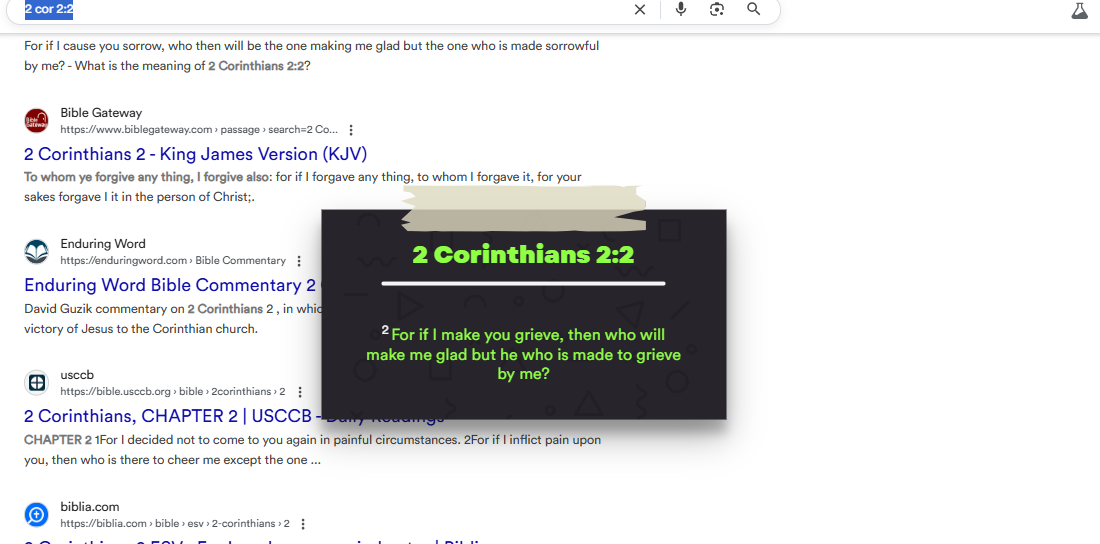 2 cor 2:2
For if I cause you sorrow, who then will be the one making me glad but the one who is made sorrowful
by me? - What is the meaning of 2 Corinthians 2:2?
Bible Gateway
https://www.biblegateway.com › passage › search=2 Co...
2 Corinthians 2 - King James Version (KJV)
To whom ye forgive any thing, I forgive also: for if I forgave any thing, to whom I forgave it, for your
sakes forgave I it in the person of Christ;.
Enduring Word
https://enduringword.com › Bible Commentary
Enduring Word Bible Commentary 2
David Guzik commentary on 2 Corinthians 2 , in
victory of Jesus to the Corinthian church.
2 Corinthians 2:2
2 For if I make you grieve, then who will
make me glad but he who is made to grieve
by me?
usccb
https://bible.usccb.org › bible › 2corinthians › 2
2 Corinthians, CHAPTER 2 | USCCB - Daily Readings
CHAPTER 2 1For I decided not to come to you again in painful circumstances. 2For if I inflict pain upon
you, then who is there to cheer me except the one ...
biblia.com
https://biblia.com › bible › esv › 2-corinthians › 2